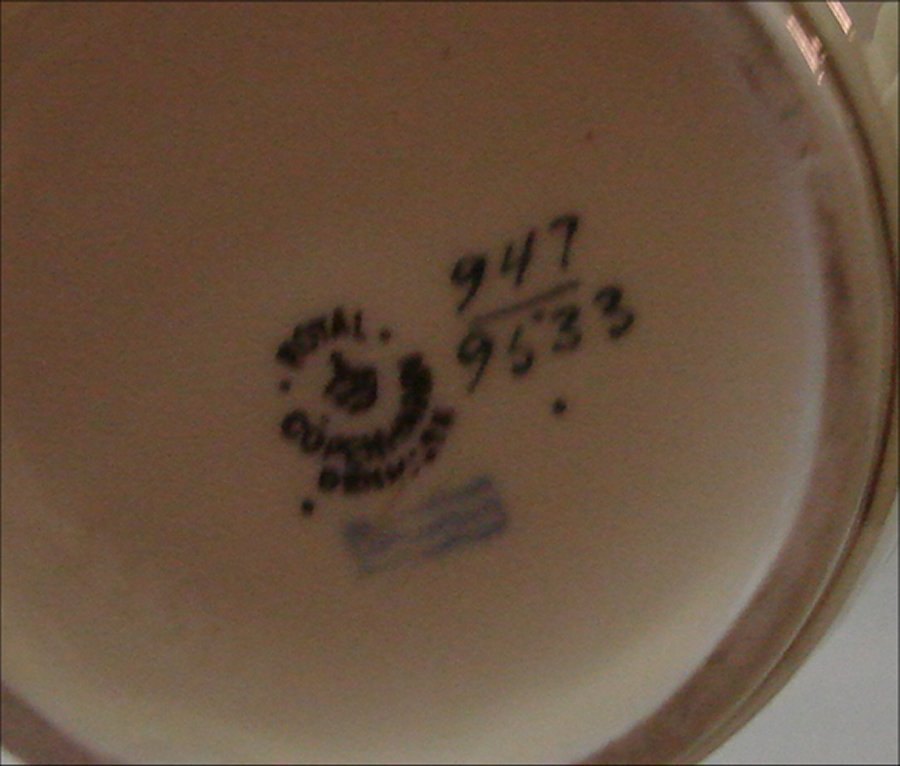 ROYAL
COPENHAGEN
DENMARK
947
9533